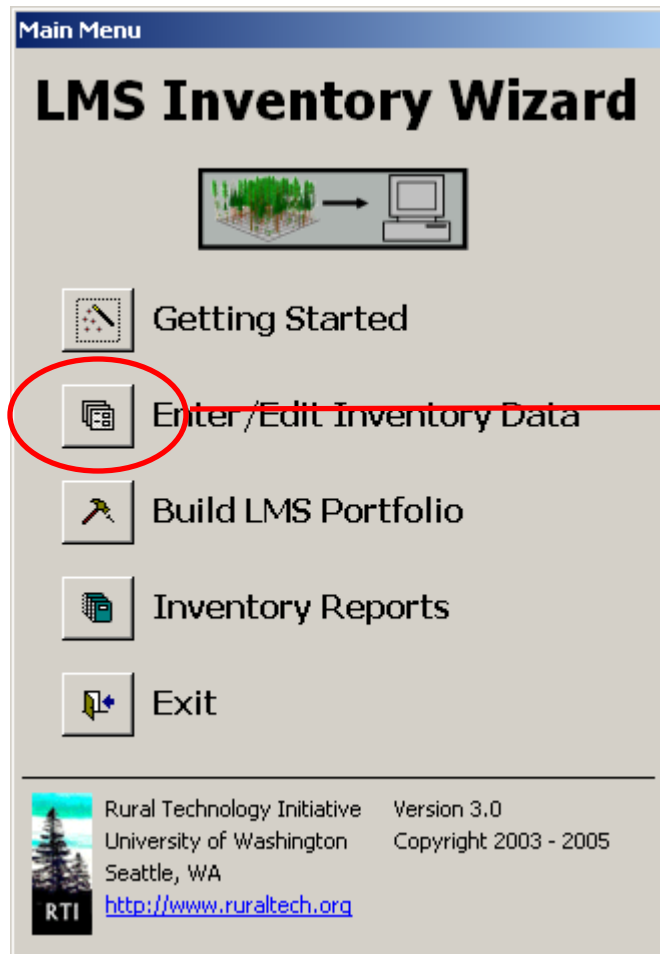 Main Menu
LMS Inventory Wizard
Getting Started
Enter/Edit Inventory Data
Build LMS Portfolio
Inventory Reports
Exit
Rural Technology Initiative Version 3.0
University of Washington Copyright 2003 - 2005
Seattle, WA
RTI http://www.ruraltech.org